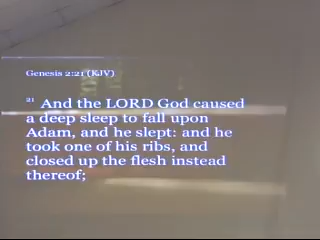 Genesis 2:21 (KJV)
21 And the LORD God caused
a deep sleep to fall upon
Adam, and he slept: and he
took one of his ribs, and
closed up the flesh instead
thereof;